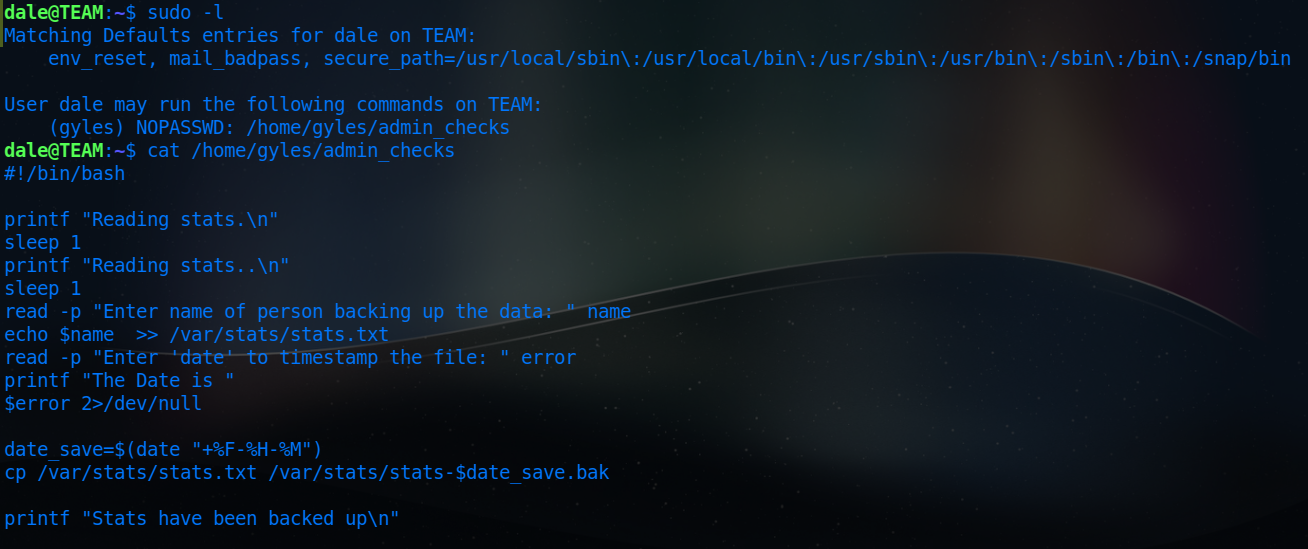 dale@TEAM:~$ sudo -l
Matching Defaults entries for dale on TEAM:
    env_reset, mail_badpass, secure_path=/usr/local/sbin\:/usr/local/bin\:/usr/sbin\:/usr/bin\:/sbin\:/bin\:/snap/bin

User dale may run the following commands on TEAM:
    (gyles) NOPASSWD: /home/gyles/admin_checks
dale@TEAM:~$ cat /home/gyles/admin_checks
#!/bin/bash

printf "Reading stats.\n"
sleep 1
printf "Reading stats..\n"
sleep 1
read -p "Enter name of person backing up the data: " name
echo $name  >> /var/stats/stats.txt
read -p "Enter 'date' to timestamp the file: " error
printf "The Date is "
$error 2>/dev/null

date_save=$(date "+%F-%H-%M")
cp /var/stats/stats.txt /var/stats/stats-$date_save.bak

printf "Stats have been backed up\n"